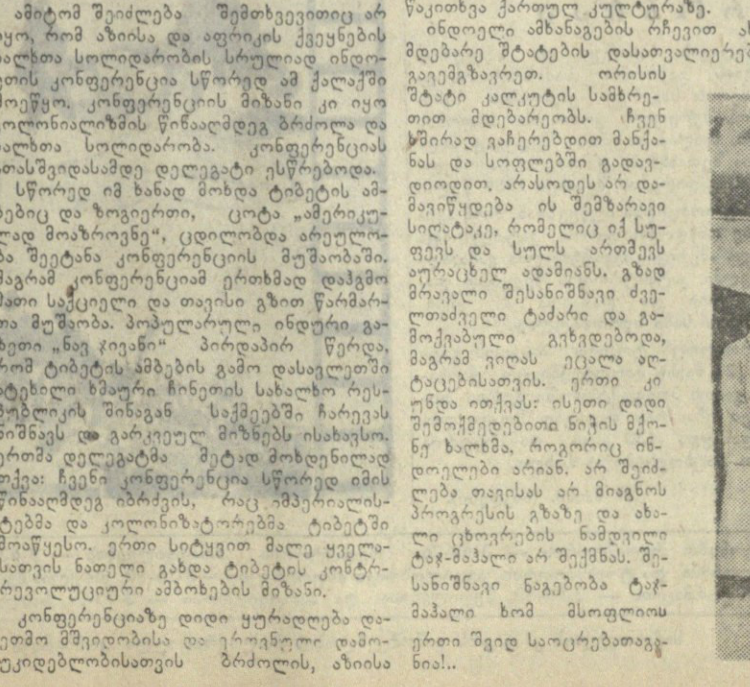 ამიტომ შეიძლება შემთხვევითიც არ
იყო, რომ აზიისა და აფრიკის ქვეყნების
ხალხთა სოლიდარობის სრულიად ინდო-
ეთის კონფერენცია სწორედ ამ ქალაქში
მოეწყო. კონფერენციის მიზანი კი იყო
კოლონიალიზმის წინააღმდეგ ბრძოლა და
ხალხთა სოლიდარობა. კონფერენციას
ათასშვიდასამდე დელეგატი ესწრებოდა.
სწორედ იმ ხანად მოხდა ტიბეტის ამ-
ბებიც და ზოგიერთი, ცოტა „ამერიკუ-
ლად მოაზროვნე“, ცდილობდა არეულო-
ბა შეეტანა კონფერენციის მუშაობაში.
მაგრამ კონფერენციამ ერთხმად დაჰგმო
მათი საქციელი და თავისი გზით წარმარ-
თა მუშაობა. პოპულარული ინდური გა-
ზეთი „ნავ ჯივანი“ პირდაპირ წერდა,
რომ ტიბეტის ამბების გამო დასავლეთში
ატეხილი ხმაური ჩინეთის სახალხო რეს-
პუბლიკის შინაგან საქმეებში ჩარევას
ნიშნავს და გარკვეულ მიზნებს ისახავსო.
ერთმა დელეგატმა მეტად მოხდენილად
თქვა: ჩვენი კონფერენცია სწორედ იმის
წინააღმდეგ იბრძვის, რაც იმპერიალის-
ტებმა და კოლონიზატორებმა ტიბეტში
მოაწყესო. ერთი სიტყვით მალე ყველა-
სათვის ნათელი გახდა ტიბეტის კონტრ-
რევოლუციური ამბოხების მიზანი.
კონფერენციაზე დიდი ყურადღება და-
ეთმო მშვიდობისა და ეროვნული დამო-
უკიდებლობისათვის ბრძოლის, აზიისა
წაკითხვა ქართულ კულტურაზე.
ინდოელი ამხანაგების რჩევით
მდებარე შტატების დასათვალიერებ
გავემგზავრეთ. ორისის
შტატი კალკუტის სამხრე-
თით მდებარეობს. ჩვენ
ხშირად ვაჩერებდით მანქა-
ნას და სოფლებში გადავ-
დიოდით. არასოდეს არ და-
მავიწყდება ის შემზარავი
სიღატაკე, რომელიც იქ სუ-
ფევს და სულს ართმევს
აურაცხელ ადამიანს. გზად
მრავალი შესანიშნავი ძვე-
ლთაძველი ტაძარი და გა-
მოქვაბული გვხვდებოდა,
მაგრამ ვიღას ეცალა აღ-
ტაცებისათვის. ერთი კი
უნდა ითქვას: ისეთი დიდი
შემოქმედებითი ნიჭის მქო-
ნე ხალხმა, როგორიც ინ-
დოელები არიან, არ შეიძ-
ლება თავისას არ მიაგნოს
პროგრესის გზაზე და ახა-
ლი ცხოვრების ნამდვილი
ტაჯ-მაჰალი არ შექმნას. შე-
სანიშნავი ნაგებობა ტაჯ-
მაჰალი ხომ მსოფლიოს
ერთი შვიდ საოცრებათაგა-
ნია!..